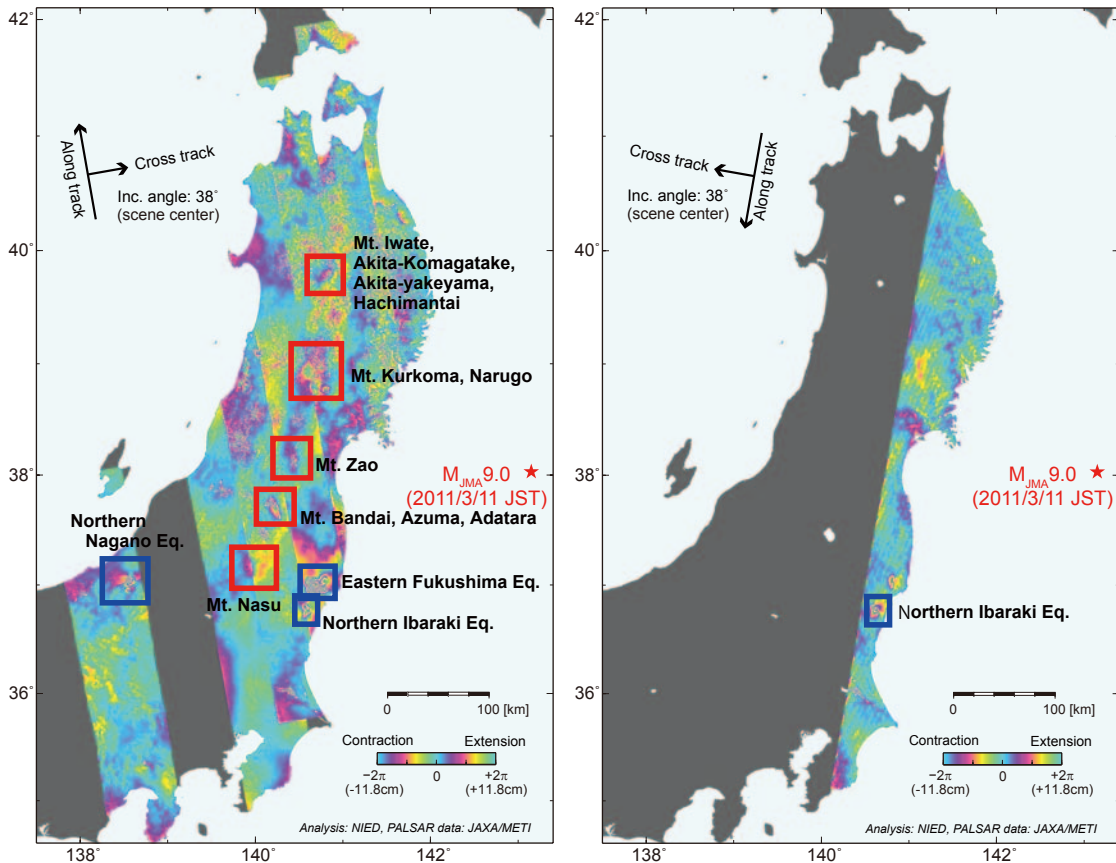 42˚
40˚
38˚
36˚
138˚
140˚
142˚
Along track
Cross track
Inc. angle: 38˚
(scene center)
Mt. Iwate,
Akita-Komagatake,
Akita-yakeyama,
Hachimantai
Mt. Kurkoma, Narugo
Mt. Zao
MJMA9.0 ★
(2011/3/11 JST)
Mt. Bandai, Azuma, Adatara
Northern
Nagano Eq.
Eastern Fukushima Eq.
Mt. Nasu
Northern Ibaraki Eq.
0 100 [km]
Contraction Extension
−2π 0 +2π
(-11.8cm) (+11.8cm)
Analysis: NIED, PALSAR data: JAXA/METI
42˚
40˚
38˚
36˚
138˚
140˚
142˚
Cross track
Along track
Inc. angle: 38˚
(scene center)
MJMA9.0 ★
(2011/3/11 JST)
Northern Ibaraki Eq.
0 100 [km]
Contraction Extension
−2π 0 +2π
(-11.8cm) (+11.8cm)
Analysis: NIED, PALSAR data: JAXA/METI